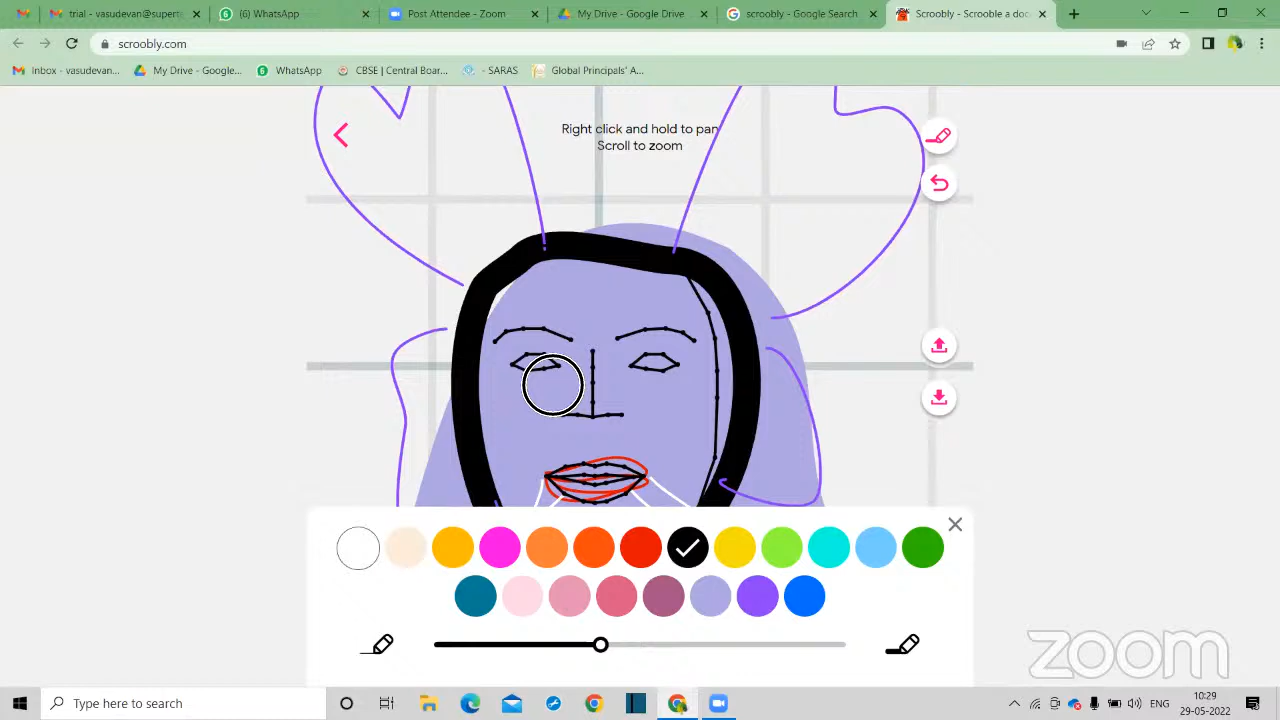 trial - vasudevan@supert
(6) WhatsApp
Post Attendee - Zoom
My Drive - Google Drive
scroobly - Google Search
Scroobly - Scrooble a doo
scroobly.com
Inbox - vasudevan...
My Drive - Google...
WhatsApp
CBSE | Central Boar...
- SARAS
Global Principals' A...
Right click and hold to pan
Scroll to zoom
zoom
Type here to search
ENG
10:29
29-05-2022